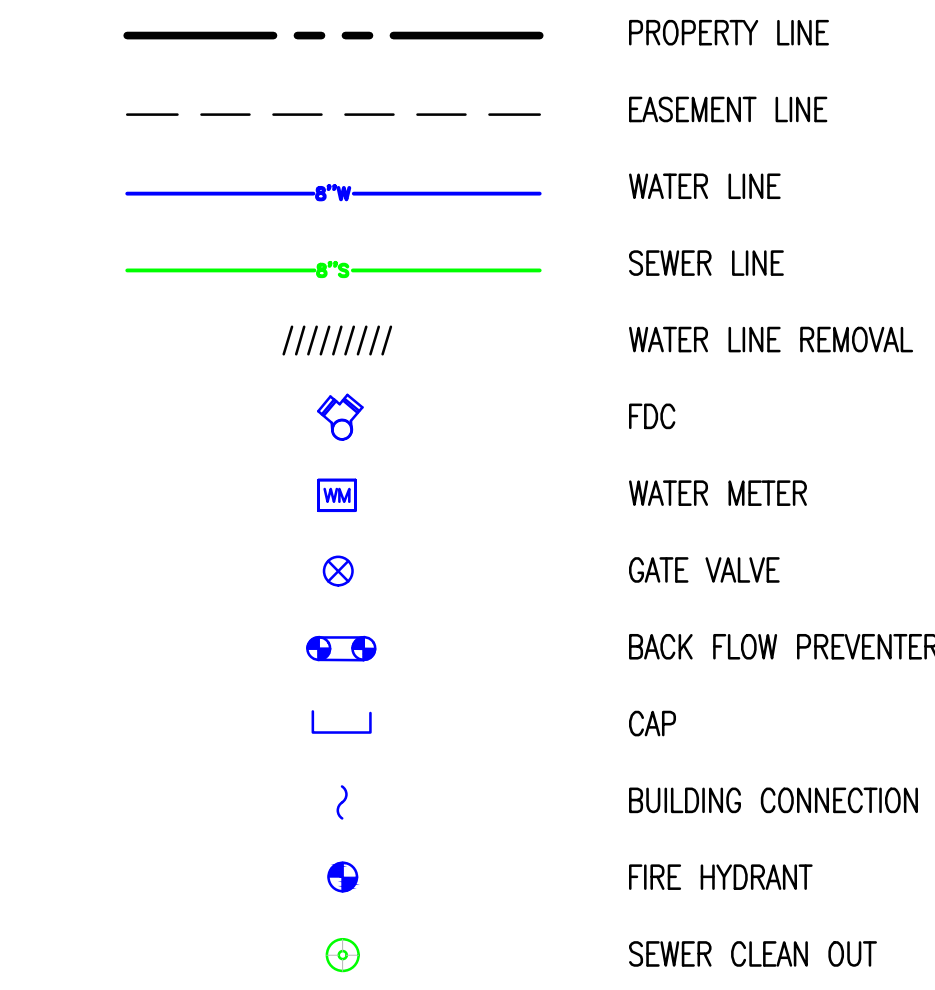 PROPERTY LINE
EASEMENT LINE
8"W WATER LINE
8"S SEWER LINE
WATER LINE REMOVAL
FDC
WM WATER METER
GATE VALVE
BACK FLOW PREVENTER
CAP
BUILDING CONNECTION
FIRE HYDRANT
SEWER CLEAN OUT